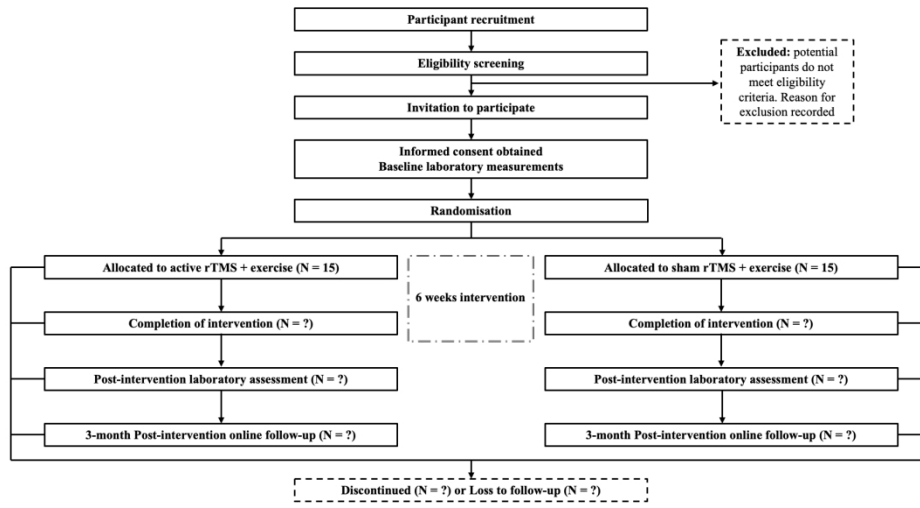 Participant recruitment
Eligibility screening
Excluded: potential
participants do not
meet eligibility
criteria. Reason for
exclusion recorded
Invitation to participate
Informed consent obtained
Baseline laboratory measurements
Randomisation
Allocated to active rTMS + exercise (N = 15)
6 weeks intervention
Allocated to sham rTMS + exercise (N = 15)
Completion of intervention (N = ?)
Completion of intervention (N = ?)
Post-intervention laboratory assessment (N = ?)
Post-intervention laboratory assessment (N = ?)
3-month Post-intervention online follow-up (N = ?)
3-month Post-intervention online follow-up (N = ?)
Discontinued (N = ?) or Loss to follow-up (N = ?)